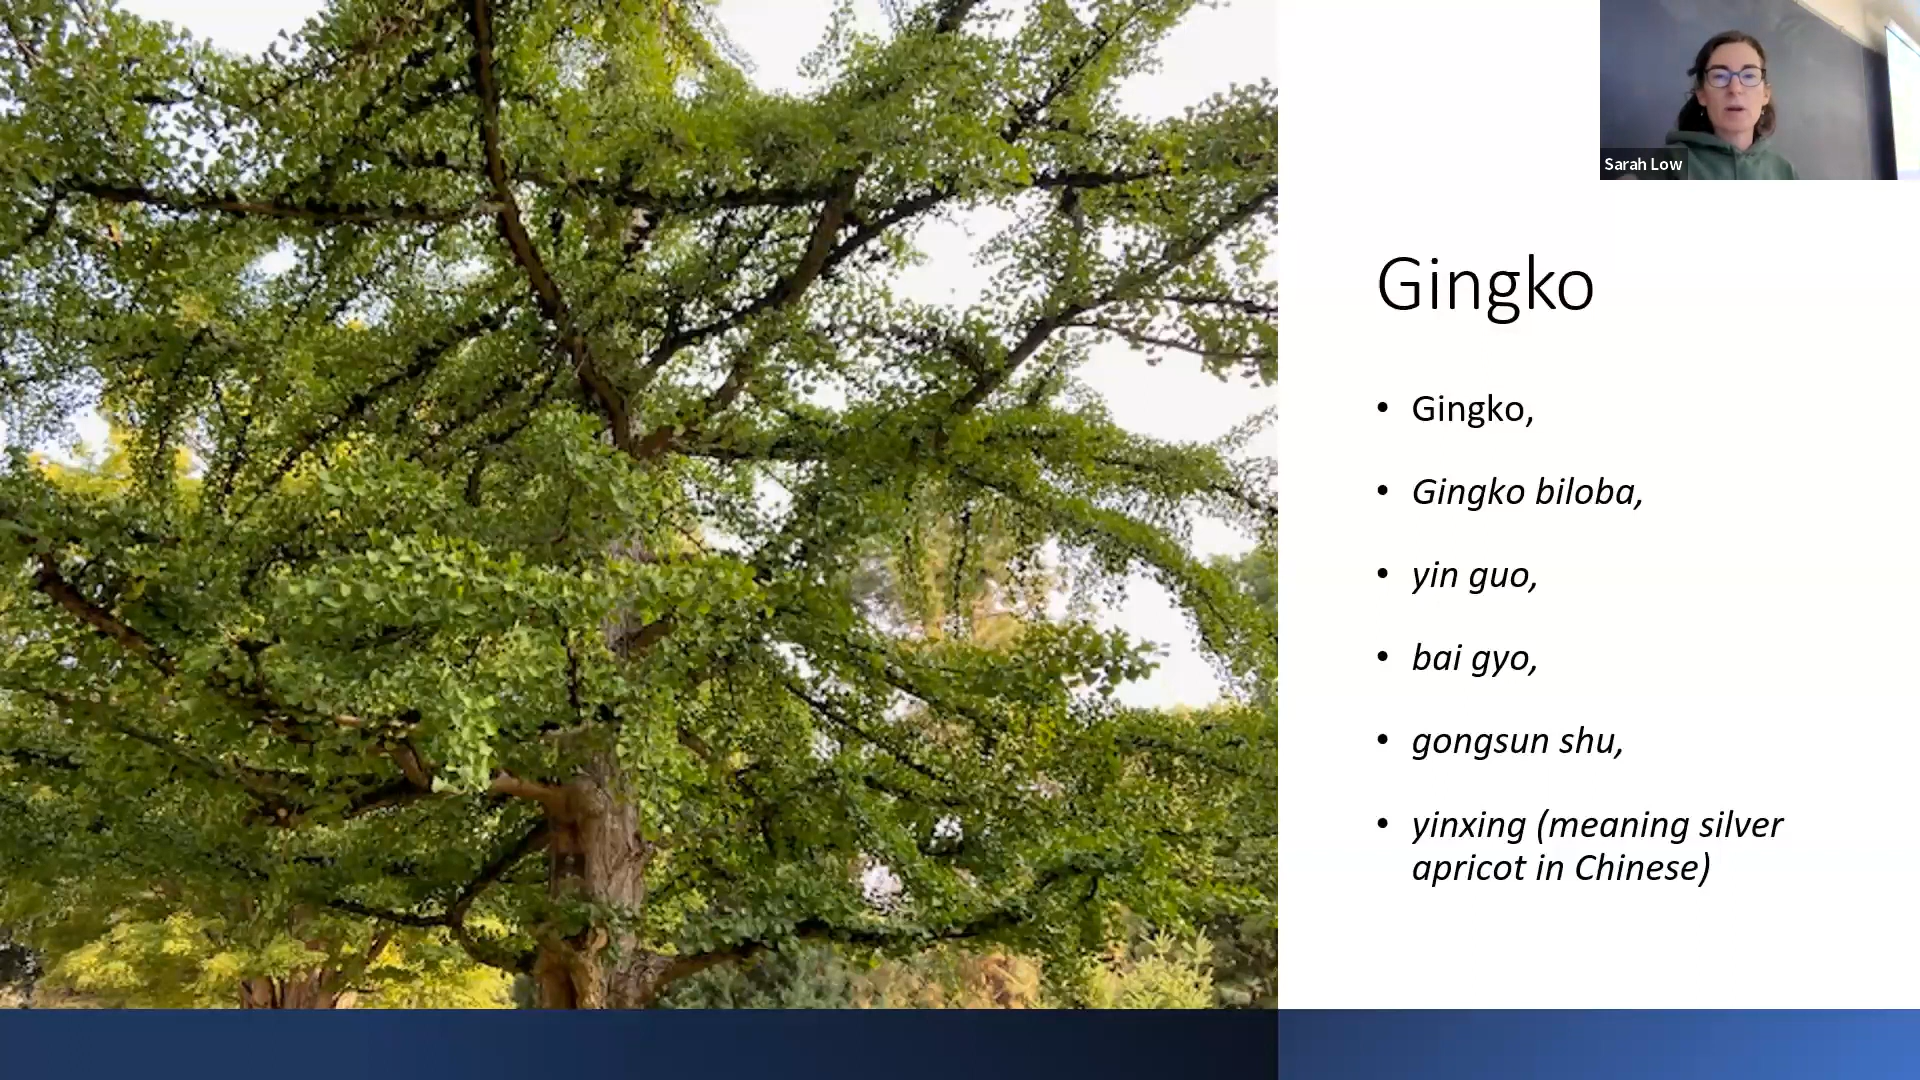 Sarah Low
Gingko
• Gingko,
• Gingko biloba,
• yin guo,
• bai gyo,
• gongsun shu,
• yinxing (meaning silver
apricot in Chinese)